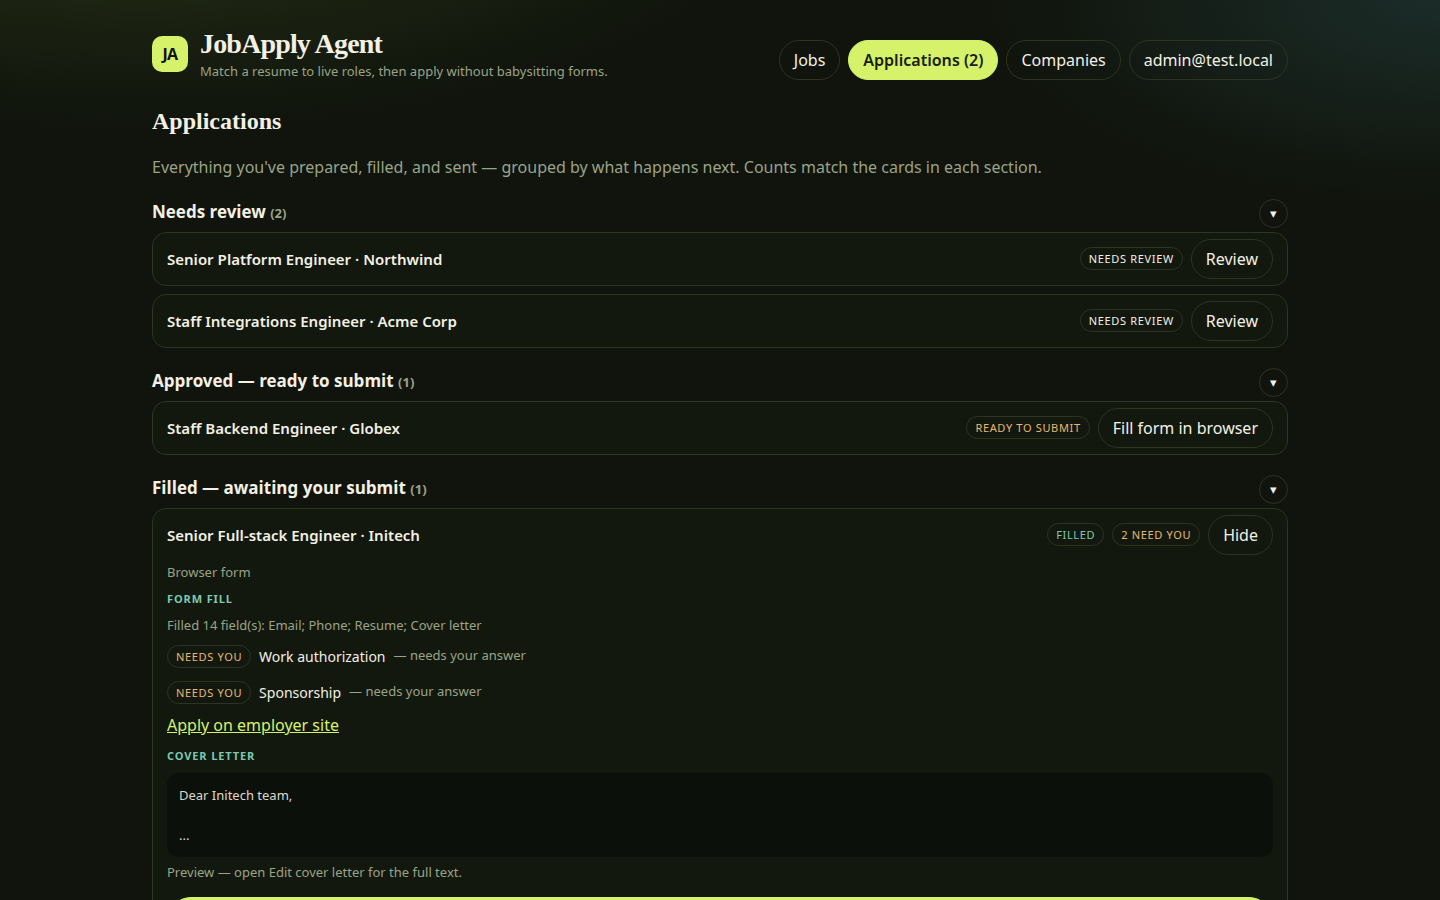 JA
JobApply Agent
Match a resume to live roles, then apply without babysitting forms.
Jobs
Applications (2)
Companies
admin@test.local
Applications
Everything you've prepared, filled, and sent — grouped by what happens next. Counts match the cards in each section.
Needs review (2)
▾
Senior Platform Engineer · Northwind
NEEDS REVIEW
Review
Staff Integrations Engineer · Acme Corp
NEEDS REVIEW
Review
Approved — ready to submit (1)
▾
Staff Backend Engineer · Globex
READY TO SUBMIT
Fill form in browser
Filled — awaiting your submit (1)
▾
Senior Full-stack Engineer · Initech
FILLED
2 NEED YOU
Hide
Browser form
FORM FILL
Filled 14 field(s): Email; Phone; Resume; Cover letter
NEEDS YOU Work authorization — needs your answer
NEEDS YOU Sponsorship — needs your answer
Apply on employer site
COVER LETTER
Dear Initech team,
...
Preview — open Edit cover letter for the full text.